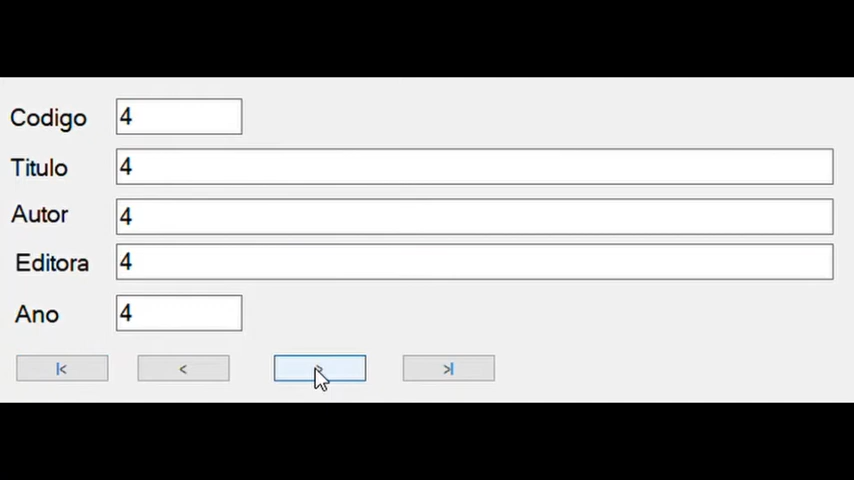 Codigo 4
Titulo 4
Autor 4
Editora 4
Ano 4
|< < > >|